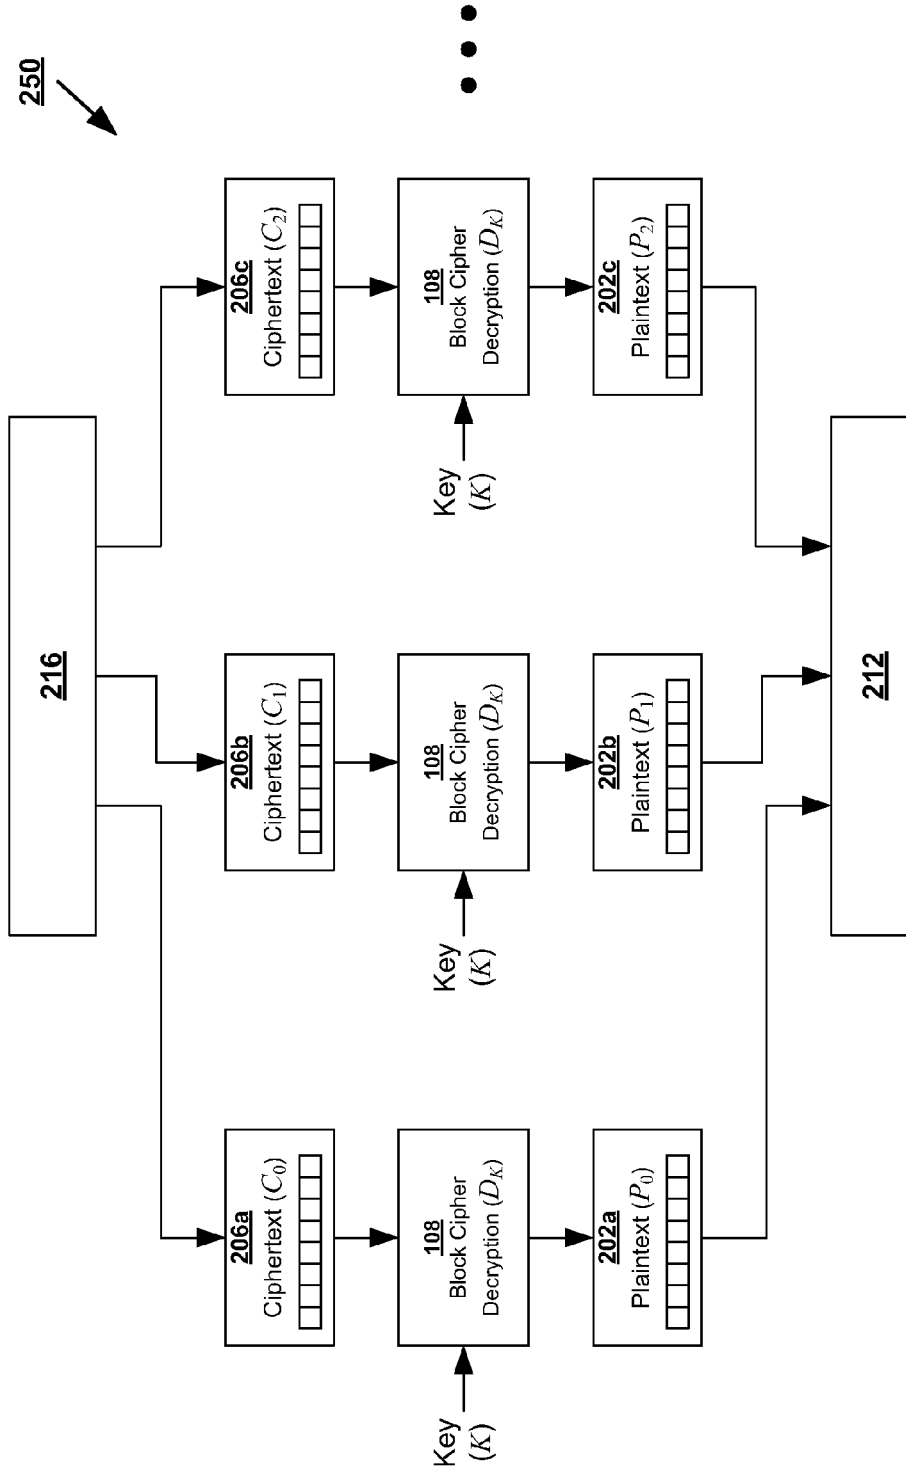 250
216
206a
Ciphertext (C0)
206b
Ciphertext (C1)
206c
Ciphertext (C2)
Key
(K)
108
Block Cipher
Decryption (DK)
Key
(K)
108
Block Cipher
Decryption (DK)
Key
(K)
108
Block Cipher
Decryption (DK)
202a
Plaintext (P0)
202b
Plaintext (P1)
202c
Plaintext (P2)
212